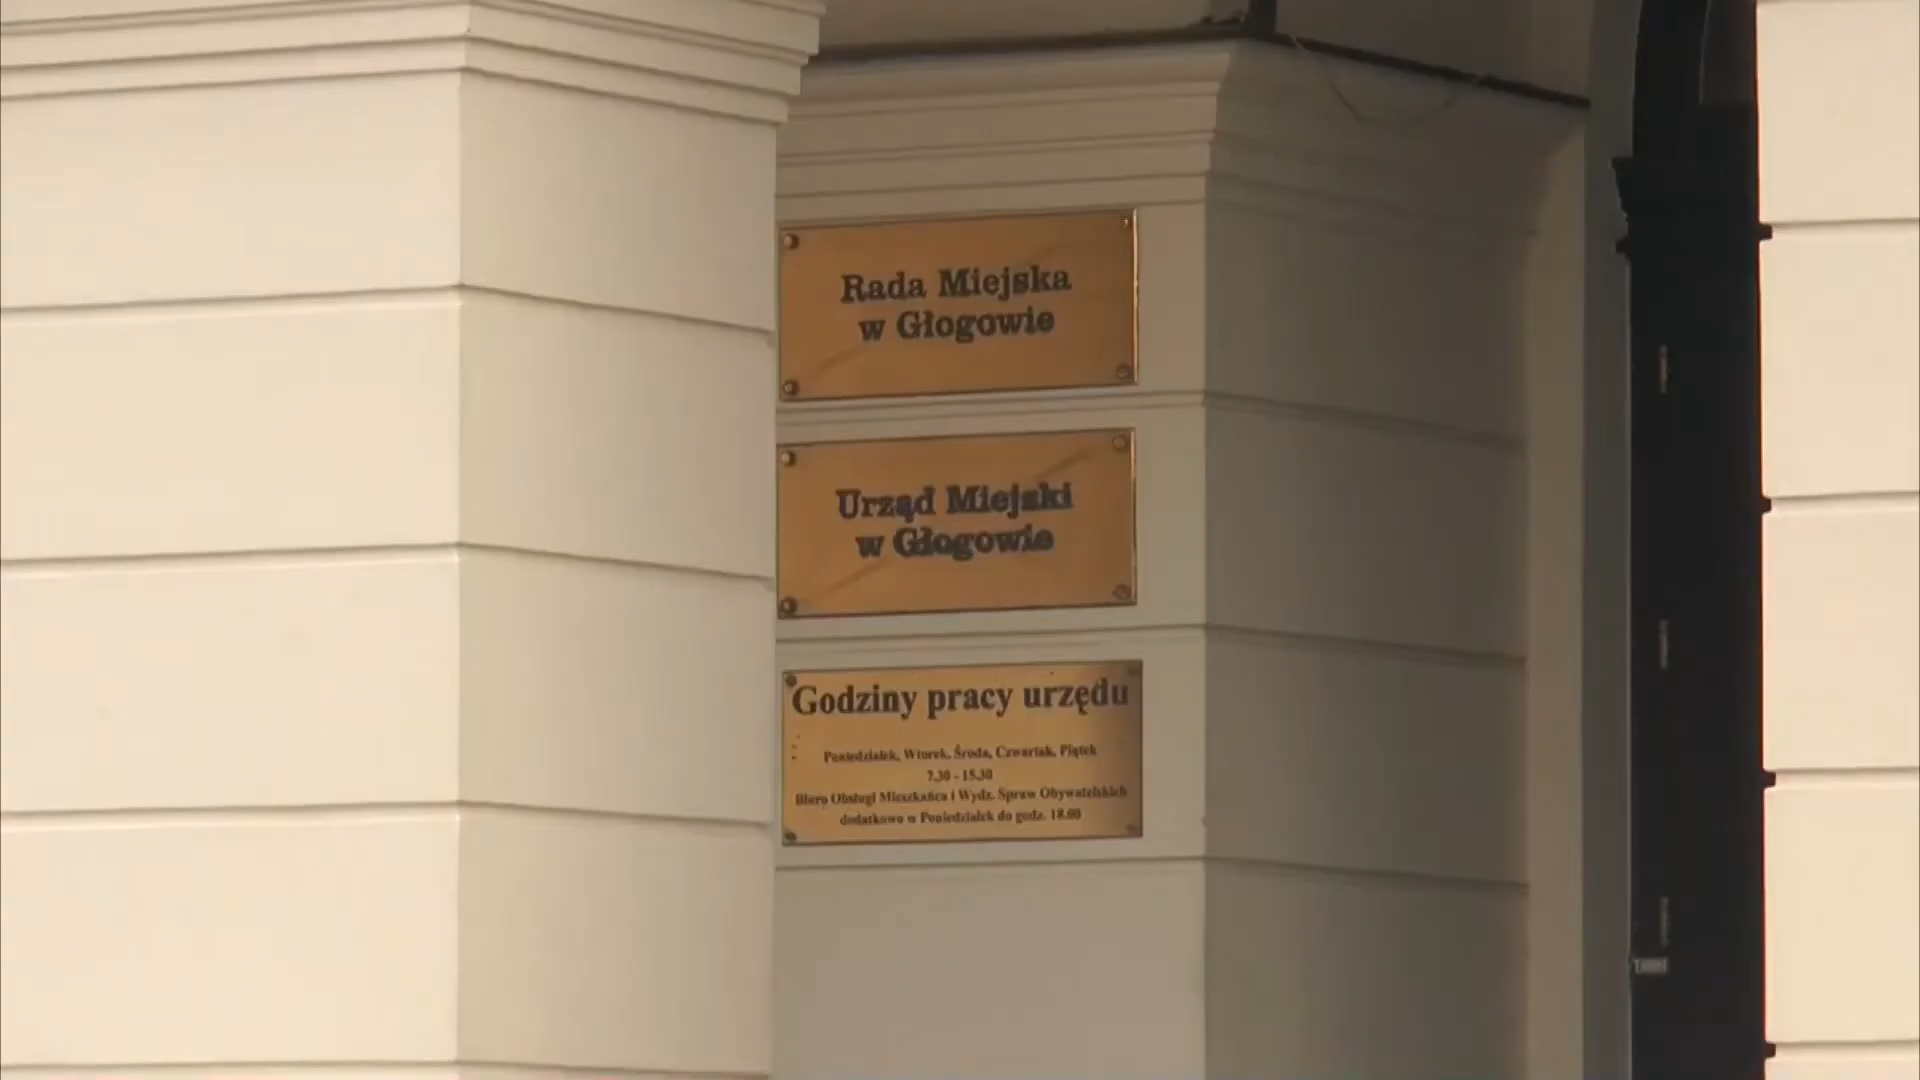 Rada Miejska
w Głogowie
Urząd Miejski
w Głogowie
Godziny pracy urzędu
Poniedziałek, Wtorek, Środa, Czwartek, Piątek
7.30 - 15.30
Biuro Obsługi Mieszkańca i Wydz. Spraw Obywatelskich
dodatkowo w Poniedziałek do godz. 18.00